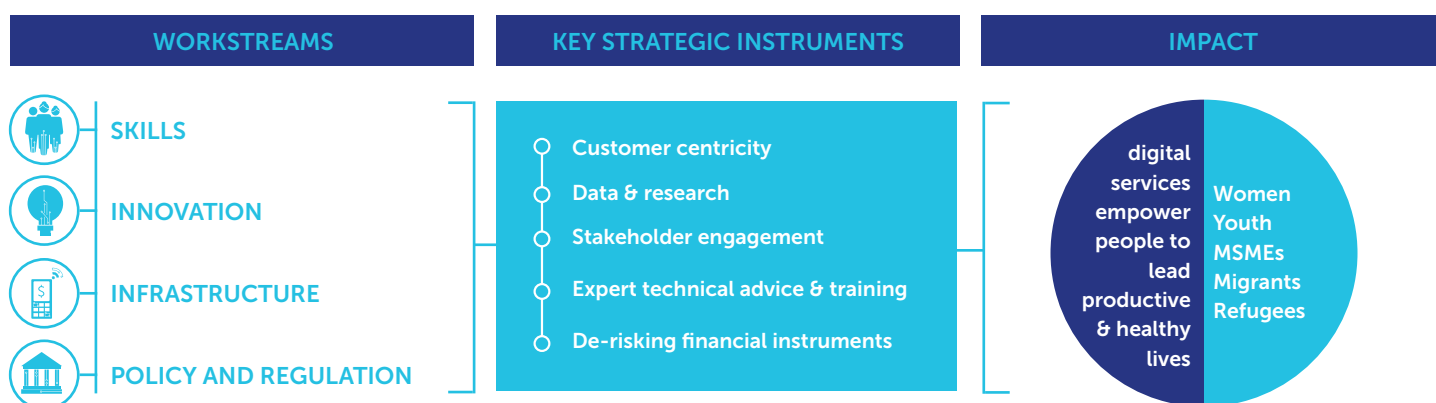 WORKSTREAMS
SKILLS
INNOVATION
INFRASTRUCTURE
$
POLICY AND REGULATION
KEY STRATEGIC INSTRUMENTS
Customer centricity
Data & research
Stakeholder engagement
Expert technical advice & training
De-risking financial instruments
IMPACT
digital
services
empower
people to
lead
productive
& healthy
lives
Women
Youth
MSMEs
Migrants
Refugees